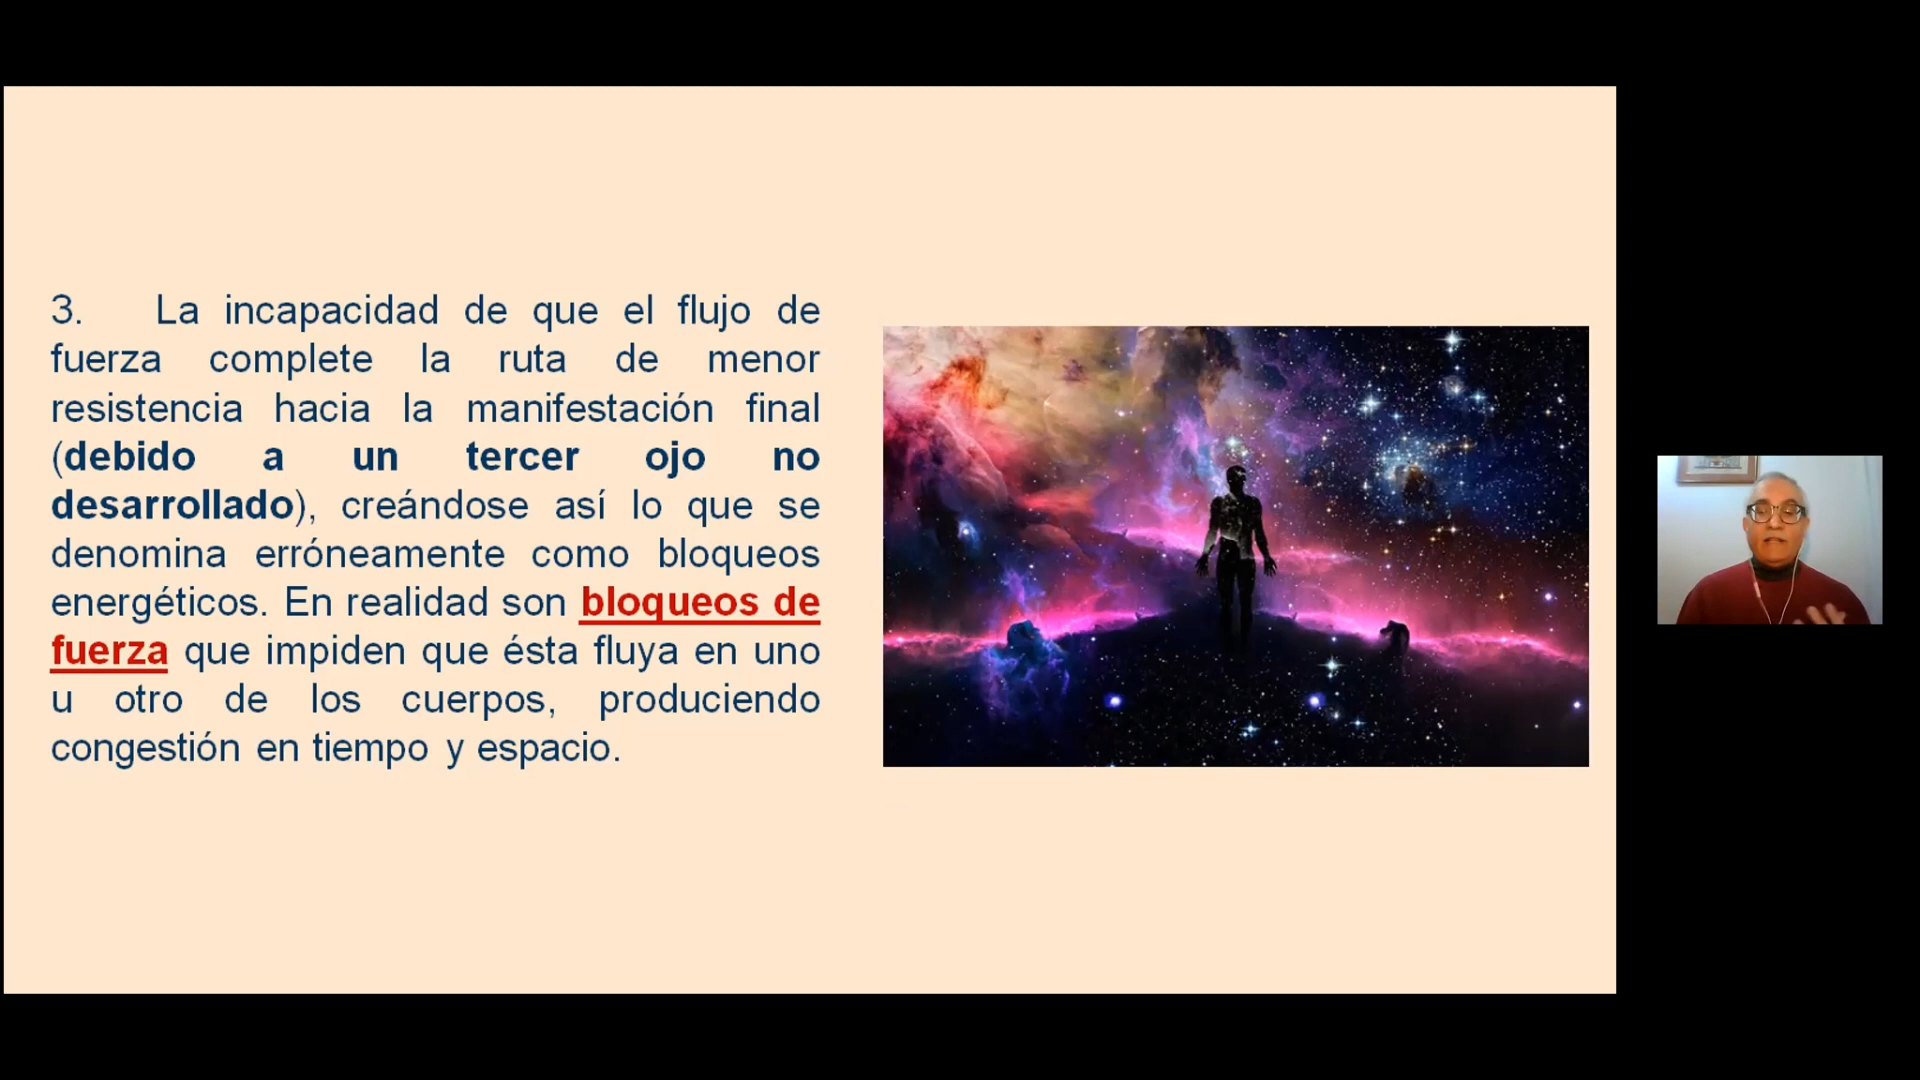 3. La incapacidad de que el flujo de
fuerza complete la ruta de menor
resistencia hacia la manifestación final
(debido a un tercer ojo no
desarrollado), creándose así lo que se
denomina erróneamente como bloqueos
energéticos. En realidad son bloqueos de
fuerza que impiden que ésta fluya en uno
u otro de los cuerpos, produciendo
congestión en tiempo y espacio.